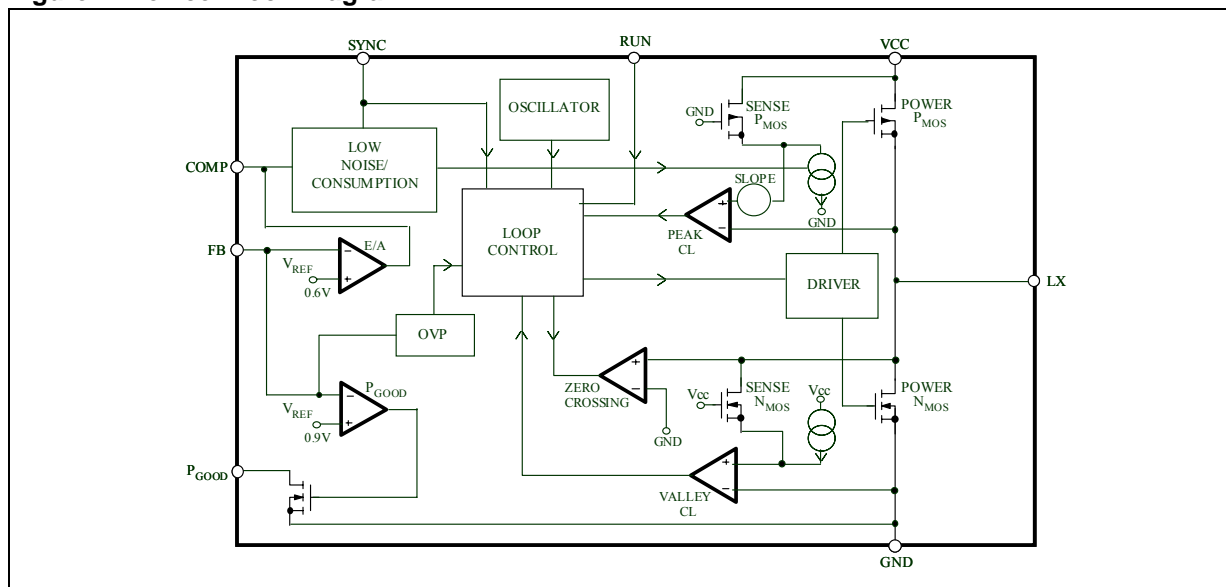 SYNC
RUN
VCC
OSCILLATOR
GND
SENSE
PMOS
POWER
PMOS
LOW
NOISE/
CONSUMPTION
COMP
SLOPE
GND
PEAK
CL
LOOP
CONTROL
FB
E/A
VREF
0.6V
DRIVER
LX
OVP
ZERO
CROSSING
GND
Vcc
SENSE
NMOS
Vcc
POWER
NMOS
PGOOD
VREF
0.9V
PGOOD
VALLEY
CL
GND